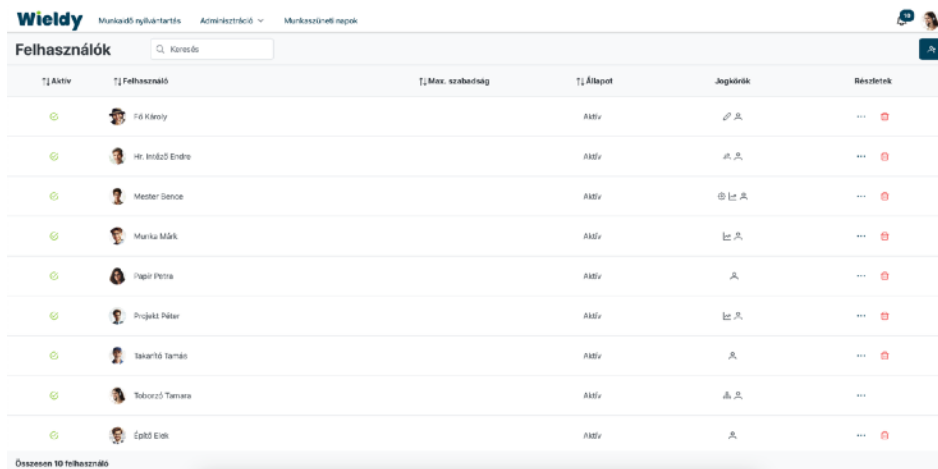 Wieldy Munkaidő nyilvántartás Adminisztráció Munkaszüneti napok 10
Felhasználók Keresés
Aktív Felhasználó Max. szabadság Állapot Jogkörök Részletek
Fő Károly Aktív
Hr. Intéző Endre Aktív
Mester Bence Aktív
Munka Márk Aktív
Papír Petra Aktív
Projekt Péter Aktív
Takarító Tamás Aktív
Toborzó Tamara Aktív
Építő Elek Aktív
Összesen 10 felhasználó